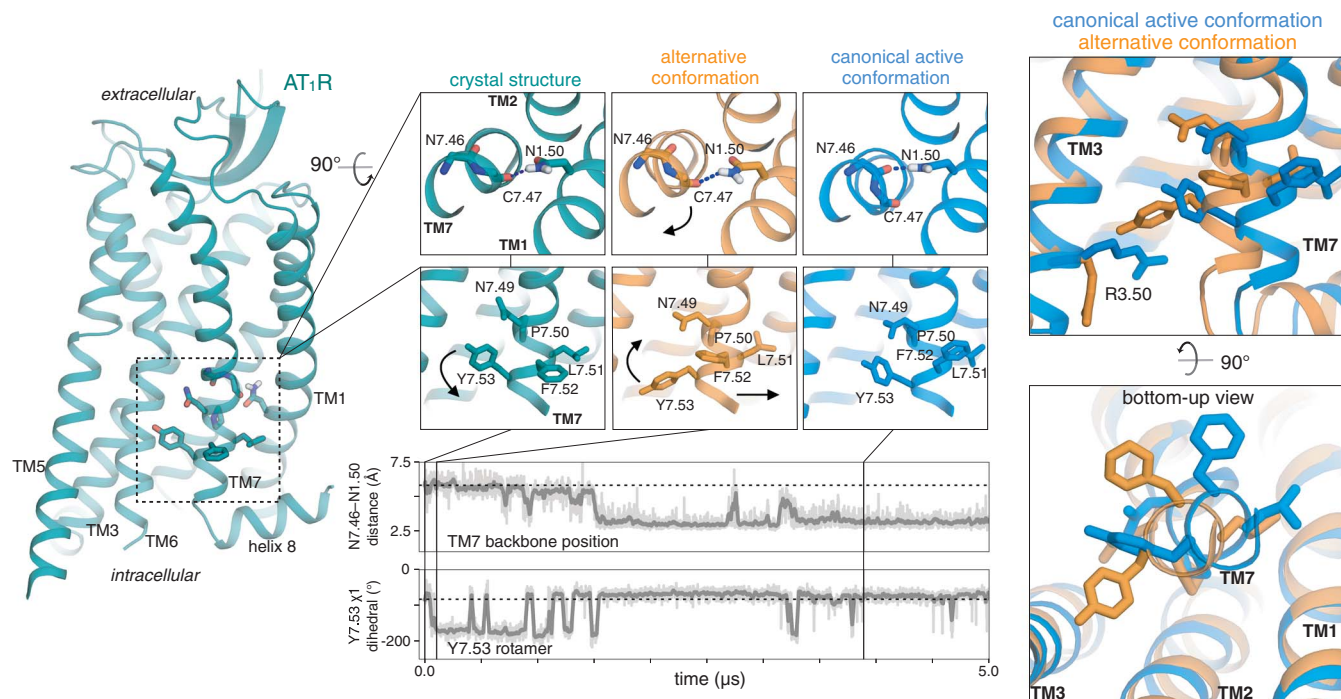 AT₁R
extracellular
90°
TM1
TM5
TM7
TM3
TM6
helix 8
intracellular
crystal structure
alternative
conformation
canonical active
conformation
TM2
N7.46
N1.50
C7.47
TM7
TM1
N7.46
N1.50
C7.47
N7.46
N1.50
C7.47
N7.49
P7.50
L7.51
Y7.53
F7.52
TM7
N7.49
P7.50
L7.51
F7.52
Y7.53
N7.49
P7.50
F7.52
L7.51
Y7.53
7.5
2.5
N7.46–N1.50
distance (Å)
TM7 backbone position
0
-200
Y7.53 χ1
dihedral (°)
Y7.53 rotamer
0.0
5.0
time (μs)
canonical active conformation
alternative conformation
TM3
TM7
R3.50
90°
bottom-up view
TM7
TM1
TM3
TM2